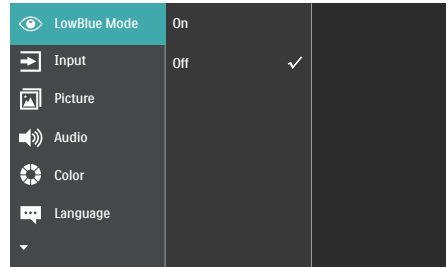 LowBlue Mode
On
Input
Off
Picture
Audio
Color
Language